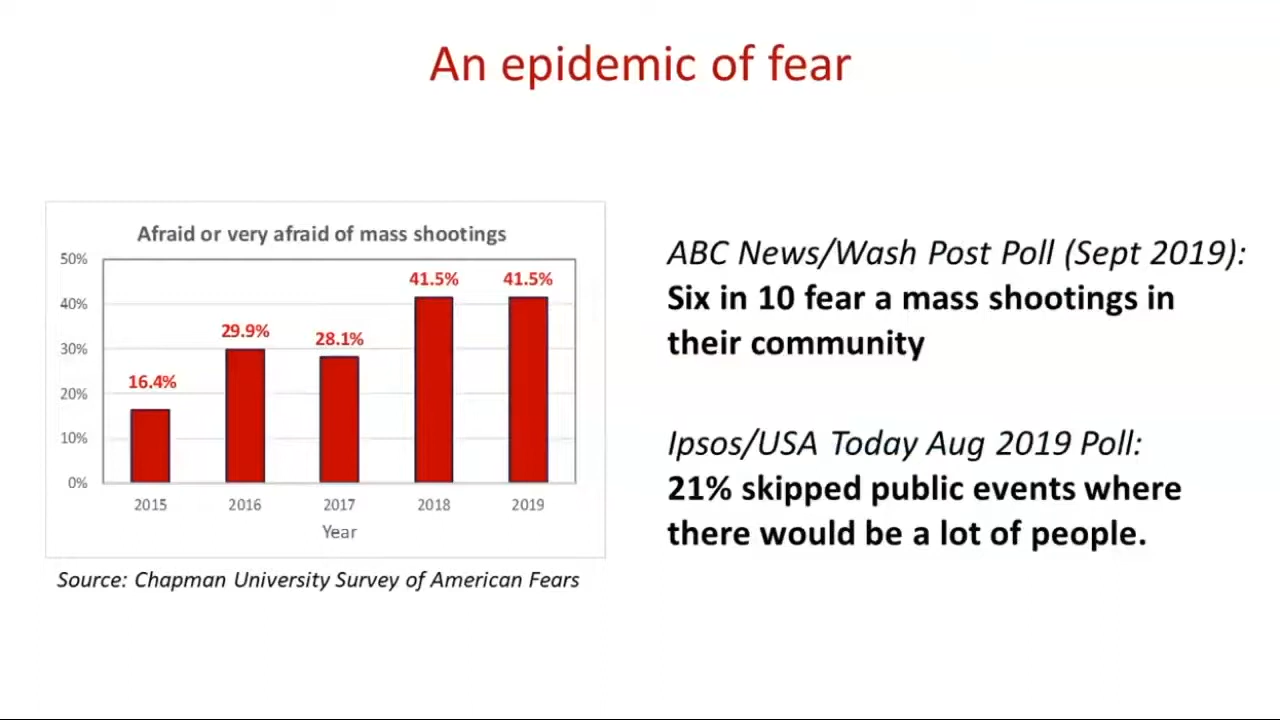 An epidemic of fear
Afraid or very afraid of mass shootings
50%
40%
30%
20%
10%
0%
16.4%
29.9%
28.1%
41.5%
41.5%
2015
2016
2017
2018
2019
Year
Source: Chapman University Survey of American Fears
ABC News/Wash Post Poll (Sept 2019):
Six in 10 fear a mass shootings in
their community
Ipsos/USA Today Aug 2019 Poll:
21% skipped public events where
there would be a lot of people.